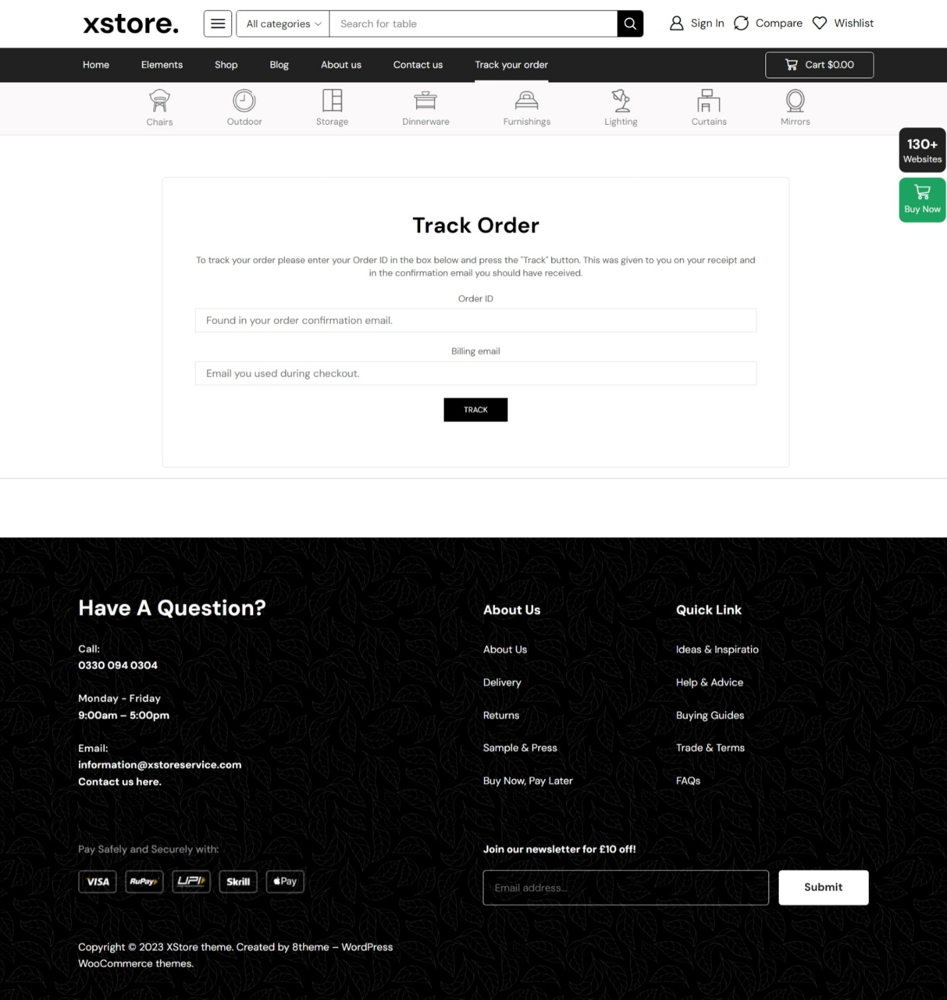 xstore.
All categories
Search for table
Sign In
Compare
Wishlist
Home
Elements
Shop
Blog
About us
Contact us
Track your order
Cart $0.00
Chairs
Outdoor
Storage
Dinnerware
Furnishings
Lighting
Curtains
Mirrors
130+
Websites
Buy Now
Track Order
To track your order please enter your Order ID in the box below and press the "Track" button. This was given to you on your receipt and
in the confirmation email you should have received.
Order ID
Found in your order confirmation email.
Billing email
Email you used during checkout.
TRACK
Have A Question?
Call:
0330 094 0304
Monday - Friday
9:00am – 5:00pm
Email:
information@xstoreservice.com
Contact us here.
About Us
About Us
Delivery
Returns
Sample & Press
Buy Now, Pay Later
Quick Link
Ideas & Inspiratio
Help & Advice
Buying Guides
Trade & Terms
FAQs
Pay Safely and Securely with:
VISA
RuPay
UPI
Skrill
Pay
Join our newsletter for £10 off!
Email address...
Submit
Copyright © 2023 XStore theme. Created by 8theme – WordPress
WooCommerce themes.